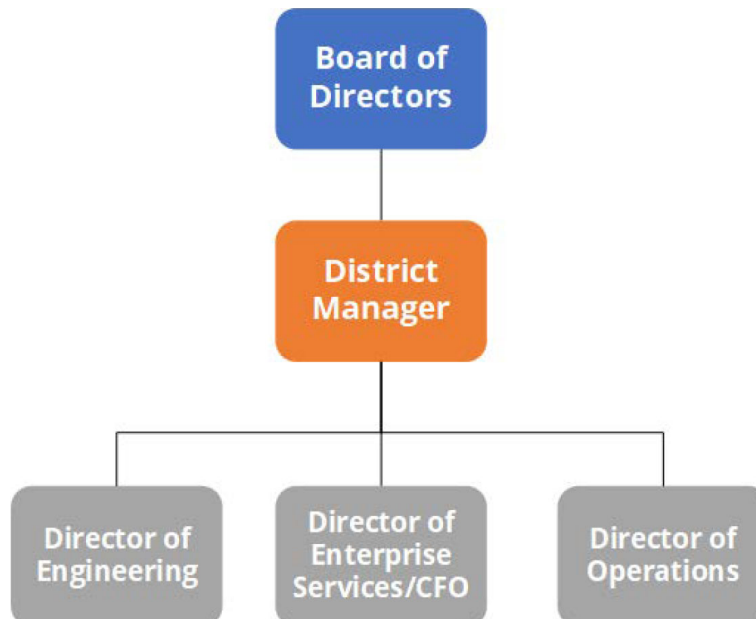 Board of
Directors
District
Manager
Director of
Engineering
Director of
Enterprise
Services/CFO
Director of
Operations